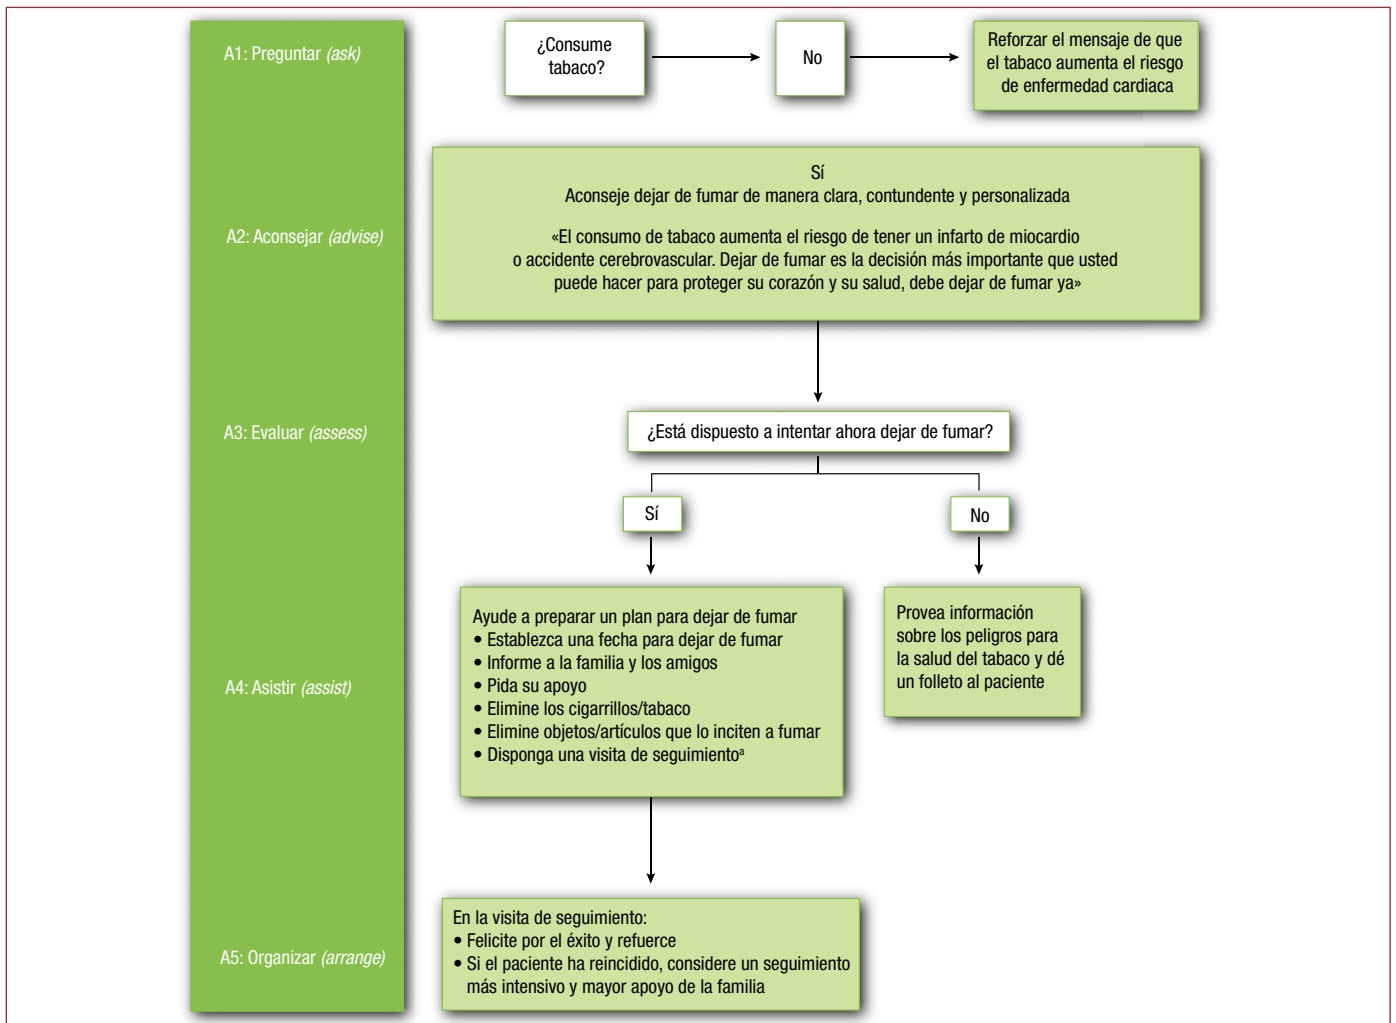 A1: Preguntar (ask)
¿Consume
tabaco?
No
Reforzar el mensaje de que
el tabaco aumenta el riesgo
de enfermedad cardiaca
A2: Aconsejar (advise)
Sí
Aconseje dejar de fumar de manera clara, contundente y personalizada
«El consumo de tabaco aumenta el riesgo de tener un infarto de miocardio
o accidente cerebrovascular. Dejar de fumar es la decisión más importante que usted
puede hacer para proteger su corazón y su salud, debe dejar de fumar ya»
A3: Evaluar (assess)
¿Está dispuesto a intentar ahora dejar de fumar?
Sí
No
A4: Asistir (assist)
Ayude a preparar un plan para dejar de fumar
• Establezca una fecha para dejar de fumar
• Informe a la familia y los amigos
• Pida su apoyo
• Elimine los cigarrillos/tabaco
• Elimine objetos/artículos que lo inciten a fumar
• Disponga una visita de seguimientoᵃ
Provea información
sobre los peligros para
la salud del tabaco y dé
un folleto al paciente
A5: Organizar (arrange)
En la visita de seguimiento:
• Felicite por el éxito y refuerce
• Si el paciente ha reincidido, considere un seguimiento
más intensivo y mayor apoyo de la familia